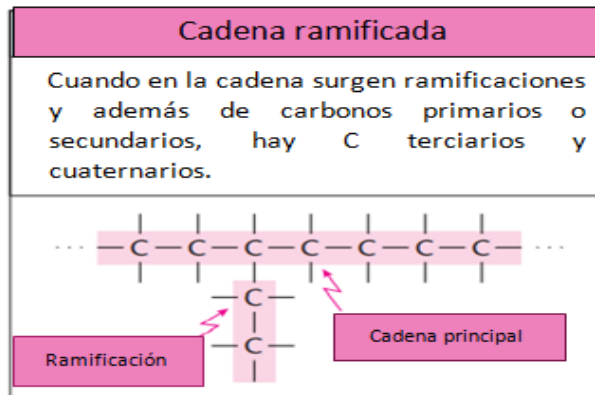 Cadena ramificada
Cuando en la cadena surgen ramificaciones
y además de carbonos primarios o
secundarios, hay C terciarios y
cuaternarios.
··· — C — C — C — C — C — C — C — ···
— C —
Cadena principal
Ramificación
— C —